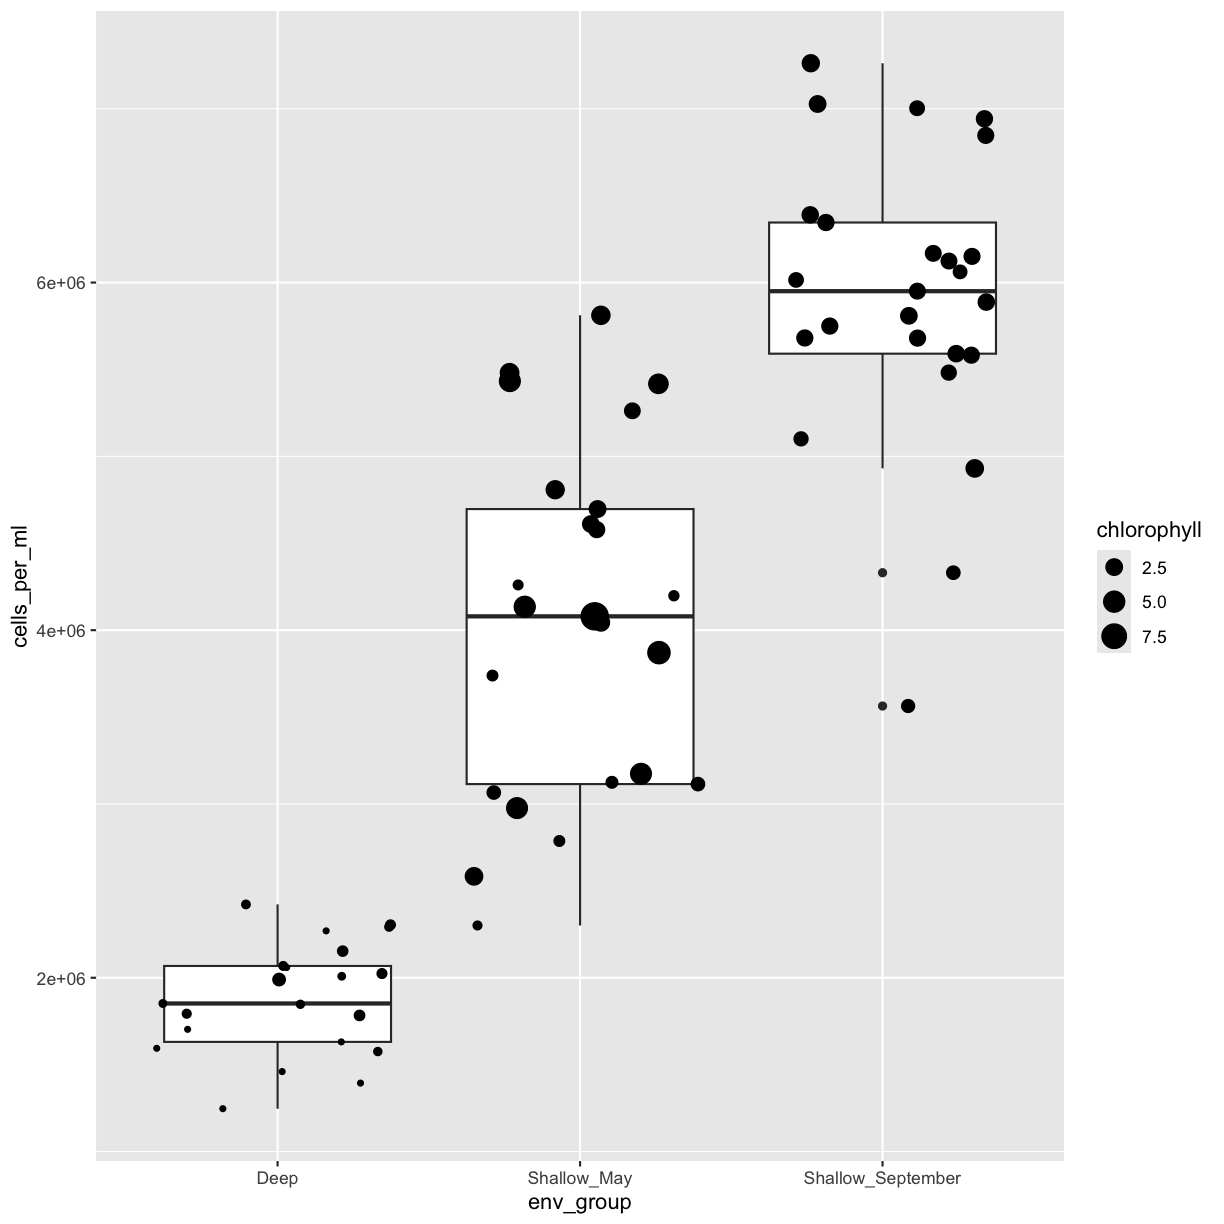 cells_per_ml
6e+06
4e+06
2e+06
Deep
Shallow_May
Shallow_September
env_group
chlorophyll
2.5
5.0
7.5